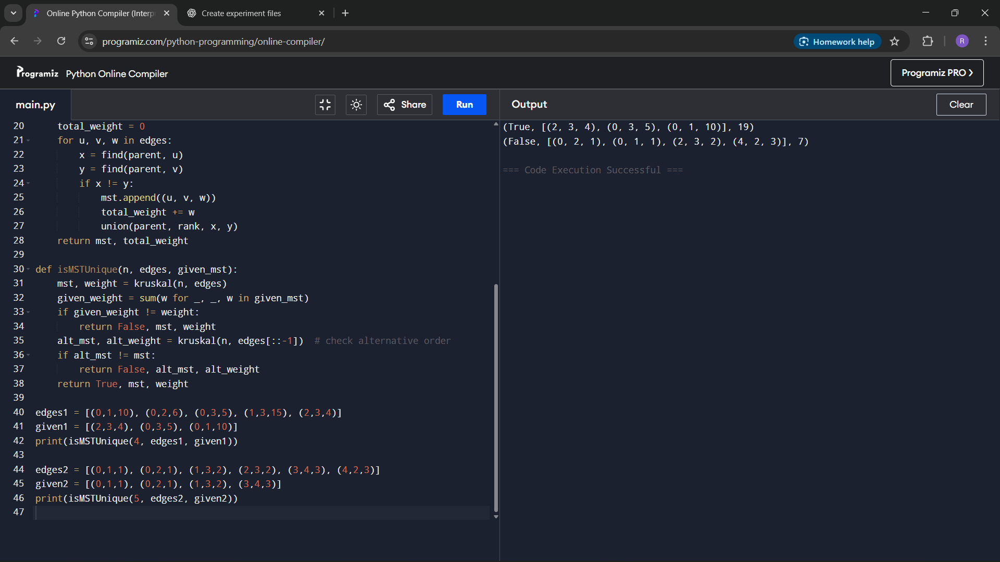 Online Python Compiler (Interp
Create experiment files
programiz.com/python-programming/online-compiler/
Homework help
R
Programiz Python Online Compiler
Programiz PRO
main.py
Share
Run
Output
Clear
20 total_weight = 0
21 for u, v, w in edges:
22 x = find(parent, u)
23 y = find(parent, v)
24 if x != y:
25 mst.append((u, v, w))
26 total_weight += w
27 union(parent, rank, x, y)
28 return mst, total_weight
29
30 def isMSTUnique(n, edges, given_mst):
31 mst, weight = kruskal(n, edges)
32 given_weight = sum(w for _, _, w in given_mst)
33 if given_weight != weight:
34 return False, mst, weight
35 alt_mst, alt_weight = kruskal(n, edges[::-1])  # check alternative order
36 if alt_mst != mst:
37 return False, alt_mst, alt_weight
38 return True, mst, weight
39
40 edges1 = [(0,1,10), (0,2,6), (0,3,5), (1,3,15), (2,3,4)]
41 given1 = [(2,3,4), (0,3,5), (0,1,10)]
42 print(isMSTUnique(4, edges1, given1))
43
44 edges2 = [(0,1,1), (0,2,1), (1,3,2), (2,3,2), (3,4,3), (4,2,3)]
45 given2 = [(0,1,1), (0,2,1), (1,3,2), (3,4,3)]
46 print(isMSTUnique(5, edges2, given2))
47
(True, [(2, 3, 4), (0, 3, 5), (0, 1, 10)], 19)
(False, [(0, 2, 1), (0, 1, 1), (2, 3, 2), (4, 2, 3)], 7)
=== Code Execution Successful ===